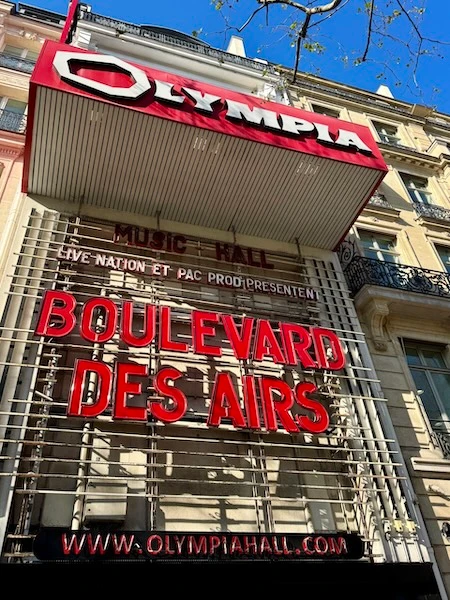 OLYMPIA
MUSIC HALL
LIVE NATION ET PAC PROD PRESENTENT
BOULEVARD
DES AIRS
WWW.OLYMPIAHALL.COM